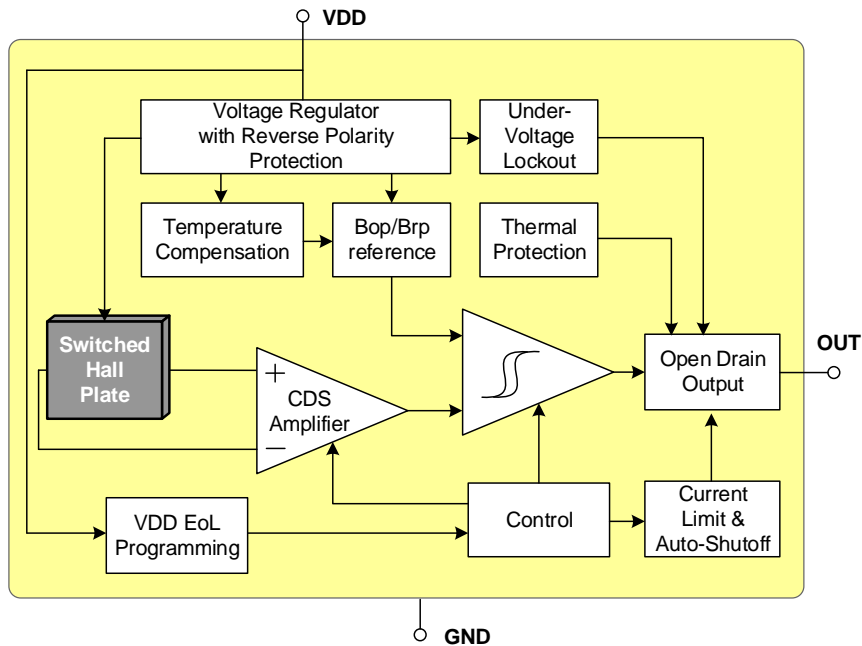 VDD
Voltage Regulator
with Reverse Polarity
Protection
Under-
Voltage
Lockout
Temperature
Compensation
Bop/Brp
reference
Thermal
Protection
Switched
Hall
Plate
+
CDS
Amplifier
−
Open Drain
Output
OUT
VDD EoL
Programming
Control
Current
Limit &
Auto-Shutoff
GND